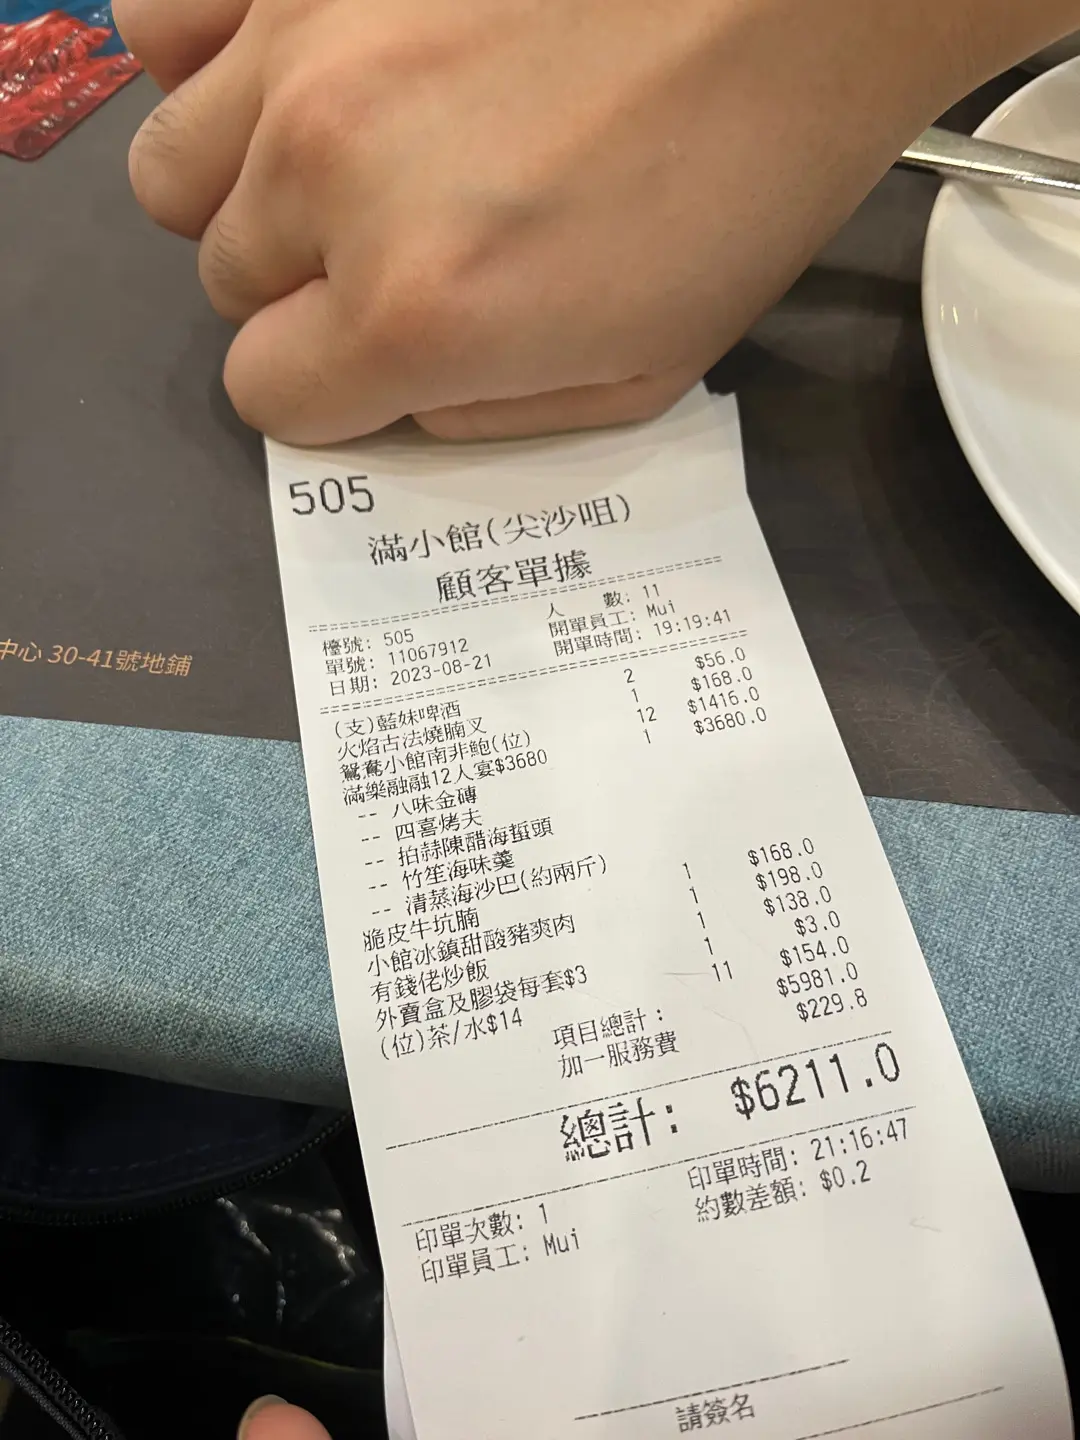 505
滿小館(尖沙咀)
顧客單據
檯號: 505 人 數: 11
單號: 11067912 開單員工: Mui
日期: 2023-08-21 開單時間: 19:19:41
(支)藍妹啤酒 2 $56.0
火焰古法燒腩叉 1 $168.0
鴛鴦小館南非鮑(位) 12 $1416.0
滿樂融融12人宴$3680 1 $3680.0
-- 八味金磚
-- 四喜烤夫
-- 拍蒜陳醋海蜇頭
-- 竹笙海味羹
-- 清蒸海沙巴(約兩斤)
脆皮牛坑腩 1 $168.0
小館冰鎮甜酸豬爽肉 1 $198.0
有錢佬炒飯 1 $138.0
外賣盒及膠袋每套$3 1 $3.0
(位)茶/水$14 11 $154.0
項目總計: $5981.0
加一服務費 $229.8
總計: $6211.0
印單時間: 21:16:47
約數差額: $0.2
印單次數: 1
印單員工: Mui
請簽名
中心 30-41號地鋪